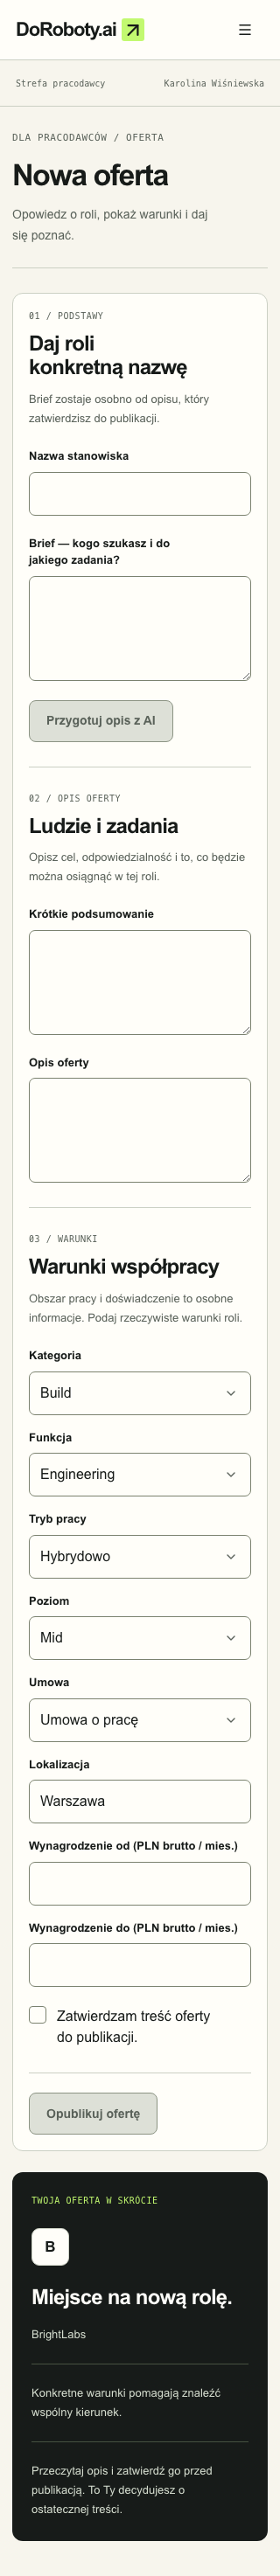 DoRoboty.ai
Strefa pracodawcy
Karolina Wiśniewska
DLA PRACODAWCÓW / OFERTA
Nowa oferta
Opowiedz o roli, pokaż warunki i daj
się poznać.
01 / PODSTAWY
Daj roli
konkretną nazwę
Brief zostaje osobno od opisu, który
zatwierdzisz do publikacji.
Nazwa stanowiska
Brief — kogo szukasz i do
jakiego zadania?
Przygotuj opis z AI
02 / OPIS OFERTY
Ludzie i zadania
Opisz cel, odpowiedzialność i to, co będzie
można osiągnąć w tej roli.
Krótkie podsumowanie
Opis oferty
03 / WARUNKI
Warunki współpracy
Obszar pracy i doświadczenie to osobne
informacje. Podaj rzeczywiste warunki roli.
Kategoria
Build
Funkcja
Engineering
Tryb pracy
Hybrydowo
Poziom
Mid
Umowa
Umowa o pracę
Lokalizacja
Warszawa
Wynagrodzenie od (PLN brutto / mies.)
Wynagrodzenie do (PLN brutto / mies.)
Zatwierdzam treść oferty
do publikacji.
Opublikuj ofertę
TWOJA OFERTA W SKRÓCIE
B
Miejsce na nową rolę.
BrightLabs
Konkretne warunki pomagają znaleźć
wspólny kierunek.
Przeczytaj opis i zatwierdź go przed
publikacją. To Ty decydujesz o
ostatecznej treści.